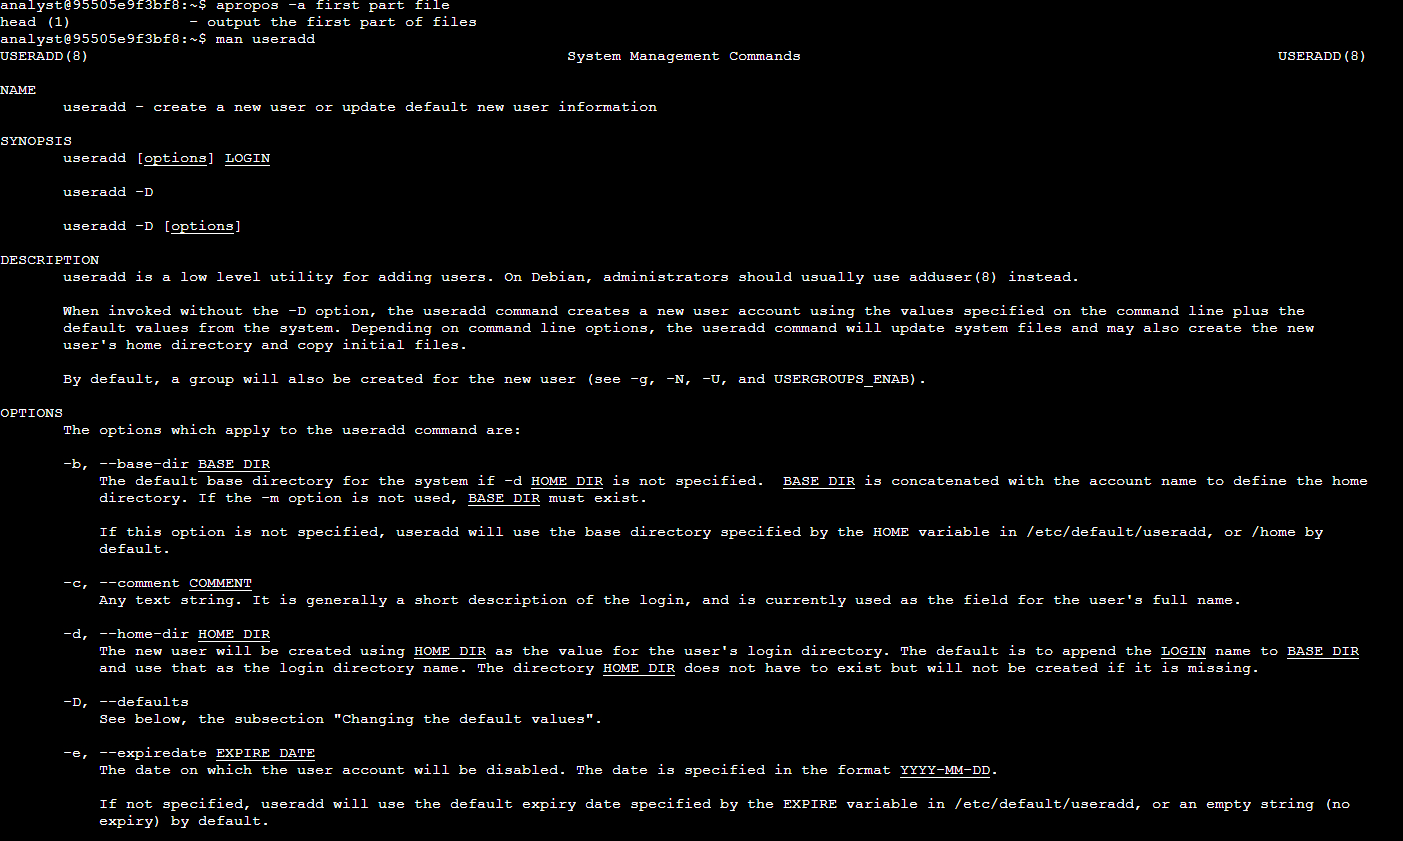 analyst@95505e9f3bf8:~$ apropos -a first part file
head (1)             - output the first part of files
analyst@95505e9f3bf8:~$ man useradd
USERADD(8)                                                     System Management Commands                                                     USERADD(8)
NAME
       useradd - create a new user or update default new user information
SYNOPSIS
       useradd [options] LOGIN
       useradd -D
       useradd -D [options]
DESCRIPTION
       useradd is a low level utility for adding users. On Debian, administrators should usually use adduser(8) instead.
       When invoked without the -D option, the useradd command creates a new user account using the values specified on the command line plus the
       default values from the system. Depending on command line options, the useradd command will update system files and may also create the new
       user's home directory and copy initial files.
       By default, a group will also be created for the new user (see -g, -N, -U, and USERGROUPS_ENAB).
OPTIONS
       The options which apply to the useradd command are:
       -b, --base-dir BASE_DIR
           The default base directory for the system if -d HOME_DIR is not specified.  BASE_DIR is concatenated with the account name to define the home
           directory. If the -m option is not used, BASE_DIR must exist.
           If this option is not specified, useradd will use the base directory specified by the HOME variable in /etc/default/useradd, or /home by
           default.
       -c, --comment COMMENT
           Any text string. It is generally a short description of the login, and is currently used as the field for the user's full name.
       -d, --home-dir HOME_DIR
           The new user will be created using HOME_DIR as the value for the user's login directory. The default is to append the LOGIN name to BASE_DIR
           and use that as the login directory name. The directory HOME_DIR does not have to exist but will not be created if it is missing.
       -D, --defaults
           See below, the subsection "Changing the default values".
       -e, --expiredate EXPIRE_DATE
           The date on which the user account will be disabled. The date is specified in the format YYYY-MM-DD.
           If not specified, useradd will use the default expiry date specified by the EXPIRE variable in /etc/default/useradd, or an empty string (no
           expiry) by default.